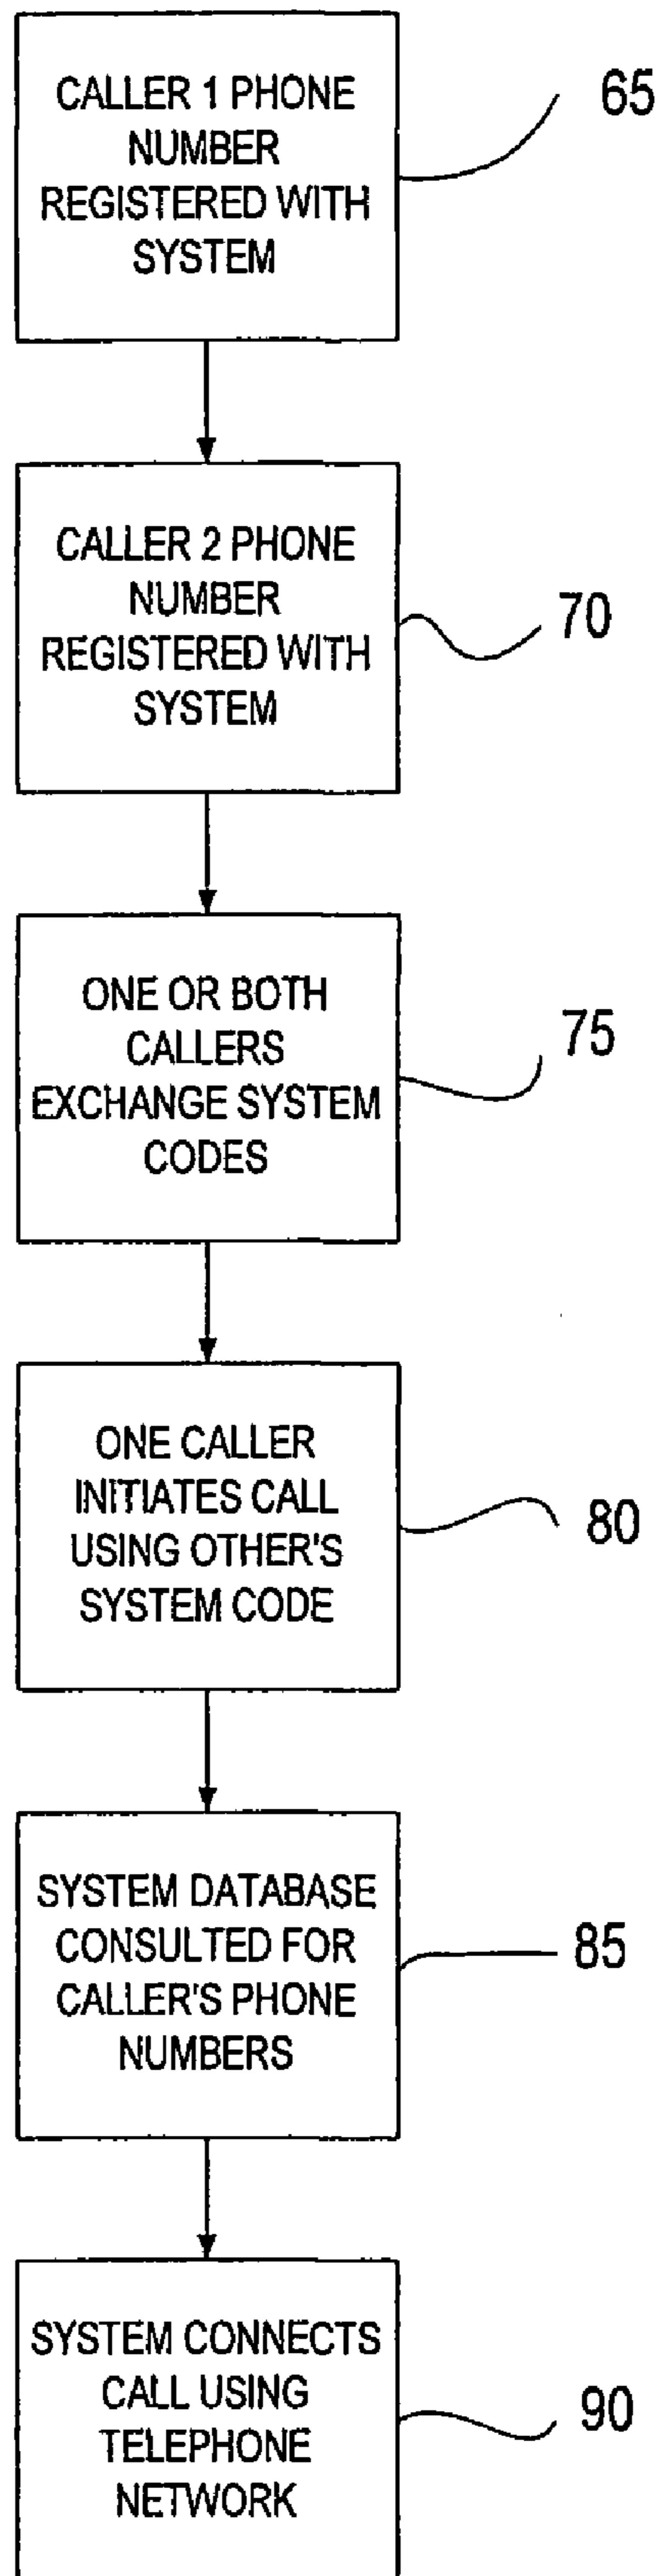 CALLER 1 PHONE
NUMBER
REGISTERED WITH
SYSTEM
65
CALLER 2 PHONE
NUMBER
REGISTERED WITH
SYSTEM
70
ONE OR BOTH
CALLERS
EXCHANGE SYSTEM
CODES
75
ONE CALLER
INITIATES CALL
USING OTHER'S
SYSTEM CODE
80
SYSTEM DATABASE
CONSULTED FOR
CALLER'S PHONE
NUMBERS
85
SYSTEM CONNECTS
CALL USING
TELEPHONE
NETWORK
90